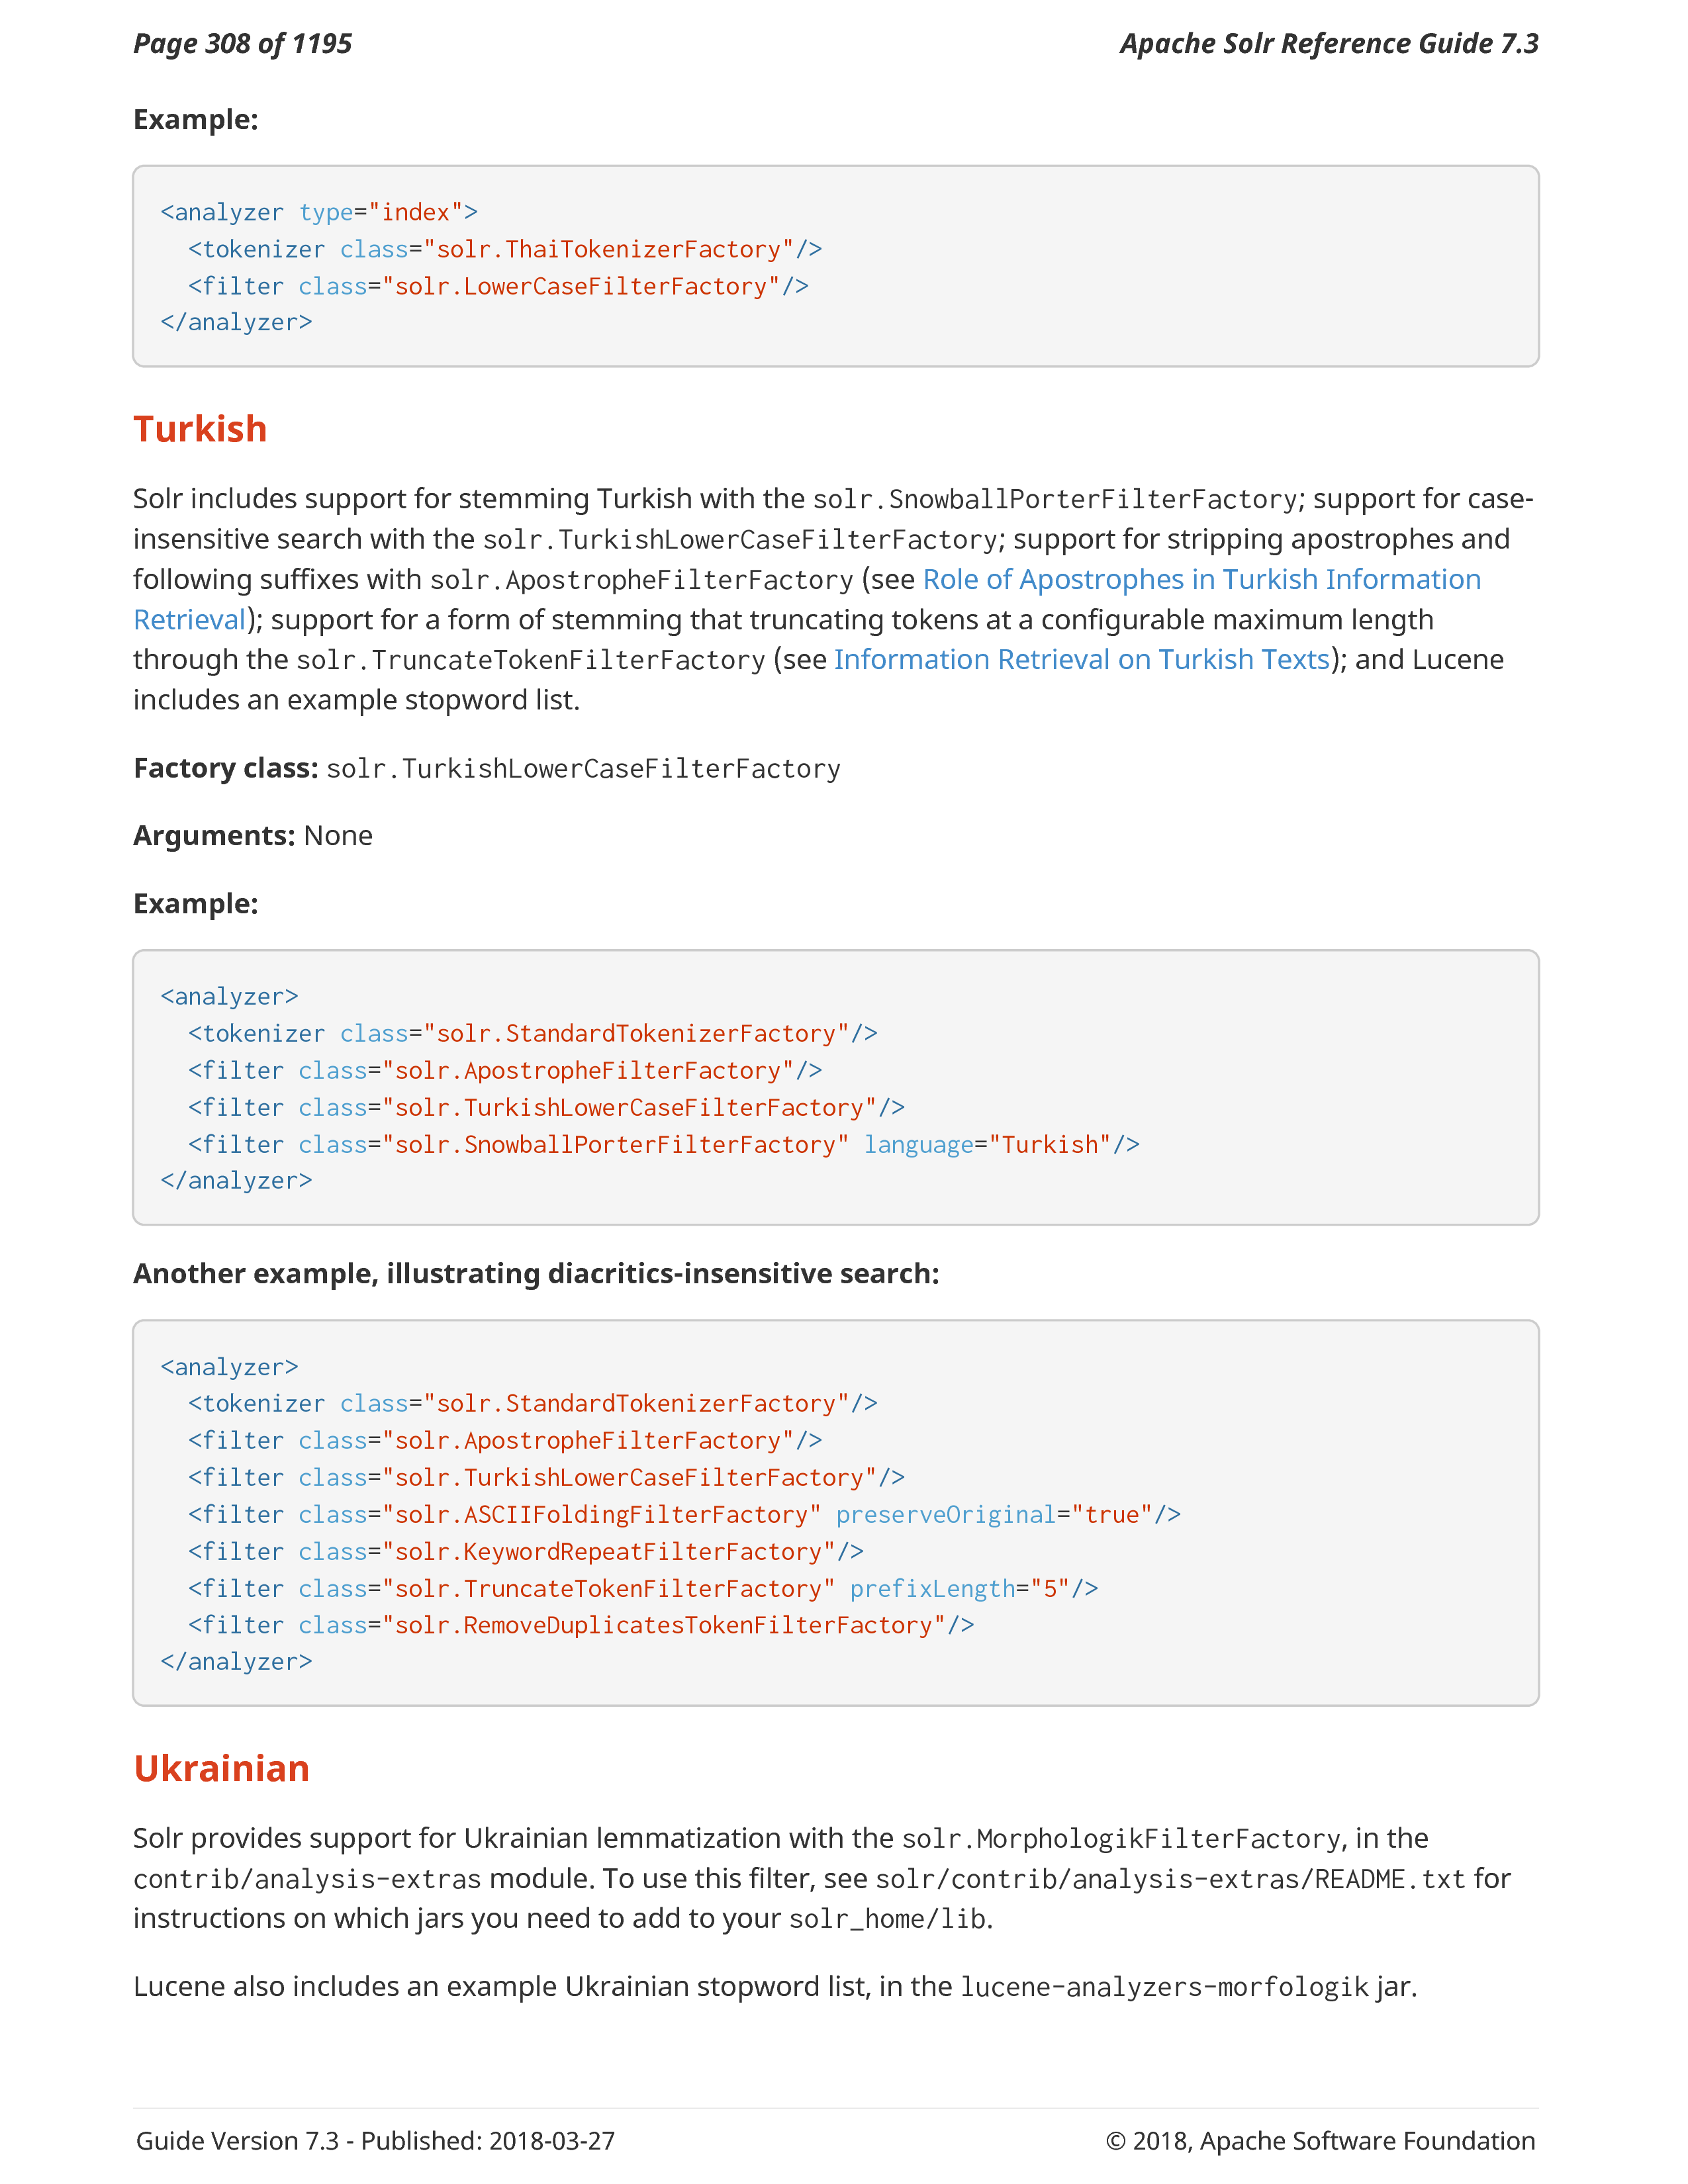 Page 308 of 1195
Apache Solr Reference Guide 7.3
Example:
<analyzer type="index">
  <tokenizer class="solr.ThaiTokenizerFactory"/>
  <filter class="solr.LowerCaseFilterFactory"/>
</analyzer>
Turkish
Solr includes support for stemming Turkish with the solr.SnowballPorterFilterFactory; support for case-
insensitive search with the solr.TurkishLowerCaseFilterFactory; support for stripping apostrophes and
following suffixes with solr.ApostropheFilterFactory (see Role of Apostrophes in Turkish Information
Retrieval); support for a form of stemming that truncating tokens at a configurable maximum length
through the solr.TruncateTokenFilterFactory (see Information Retrieval on Turkish Texts); and Lucene
includes an example stopword list.
Factory class: solr.TurkishLowerCaseFilterFactory
Arguments: None
Example:
<analyzer>
  <tokenizer class="solr.StandardTokenizerFactory"/>
  <filter class="solr.ApostropheFilterFactory"/>
  <filter class="solr.TurkishLowerCaseFilterFactory"/>
  <filter class="solr.SnowballPorterFilterFactory" language="Turkish"/>
</analyzer>
Another example, illustrating diacritics-insensitive search:
<analyzer>
  <tokenizer class="solr.StandardTokenizerFactory"/>
  <filter class="solr.ApostropheFilterFactory"/>
  <filter class="solr.TurkishLowerCaseFilterFactory"/>
  <filter class="solr.ASCIIFoldingFilterFactory" preserveOriginal="true"/>
  <filter class="solr.KeywordRepeatFilterFactory"/>
  <filter class="solr.TruncateTokenFilterFactory" prefixLength="5"/>
  <filter class="solr.RemoveDuplicatesTokenFilterFactory"/>
</analyzer>
Ukrainian
Solr provides support for Ukrainian lemmatization with the solr.MorphologikFilterFactory, in the
contrib/analysis-extras module. To use this filter, see solr/contrib/analysis-extras/README.txt for
instructions on which jars you need to add to your solr_home/lib.
Lucene also includes an example Ukrainian stopword list, in the lucene-analyzers-morfologik jar.
Guide Version 7.3 - Published: 2018-03-27
© 2018, Apache Software Foundation